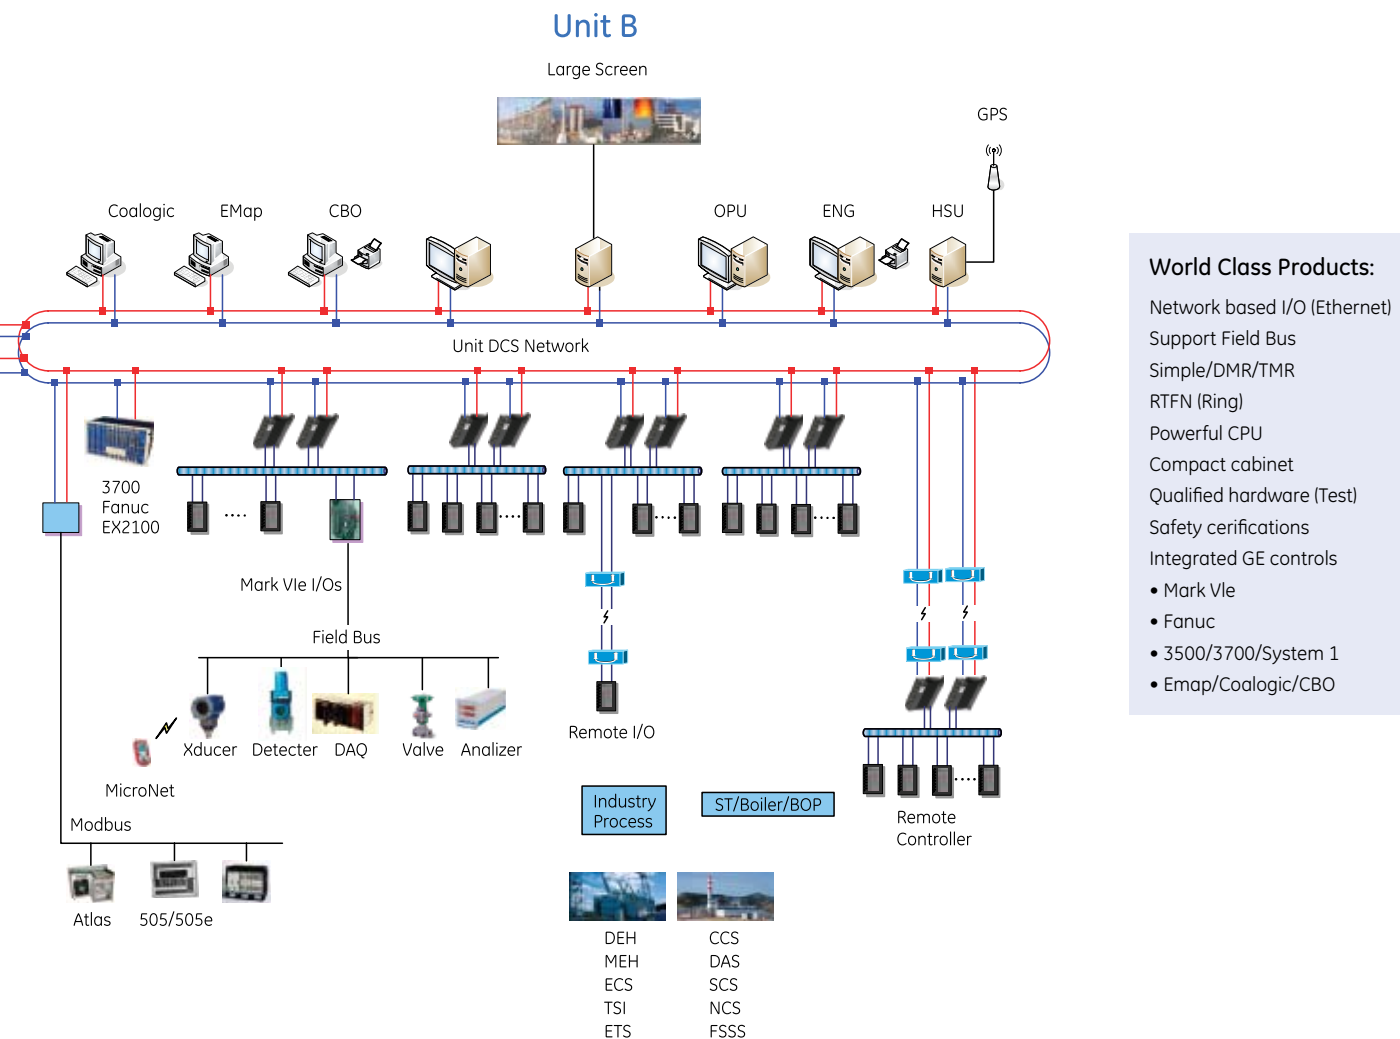 Unit B
Large Screen
GPS
Coalogic
EMap
CBO
OPU
ENG
HSU
Unit DCS Network
3700
Fanuc
EX2100
Mark VIe I/Os
Field Bus
Xducer
Detecter
DAQ
Valve
Analizer
MicroNet
Modbus
Atlas
505/505e
Remote I/O
Industry
Process
ST/Boiler/BOP
Remote
Controller
DEH
MEH
ECS
TSI
ETS
CCS
DAS
SCS
NCS
FSSS
World Class Products:
Network based I/O (Ethernet)
Support Field Bus
Simple/DMR/TMR
RTFN (Ring)
Powerful CPU
Compact cabinet
Qualified hardware (Test)
Safety cerifications
Integrated GE controls
• Mark VIe
• Fanuc
• 3500/3700/System 1
• Emap/Coalogic/CBO